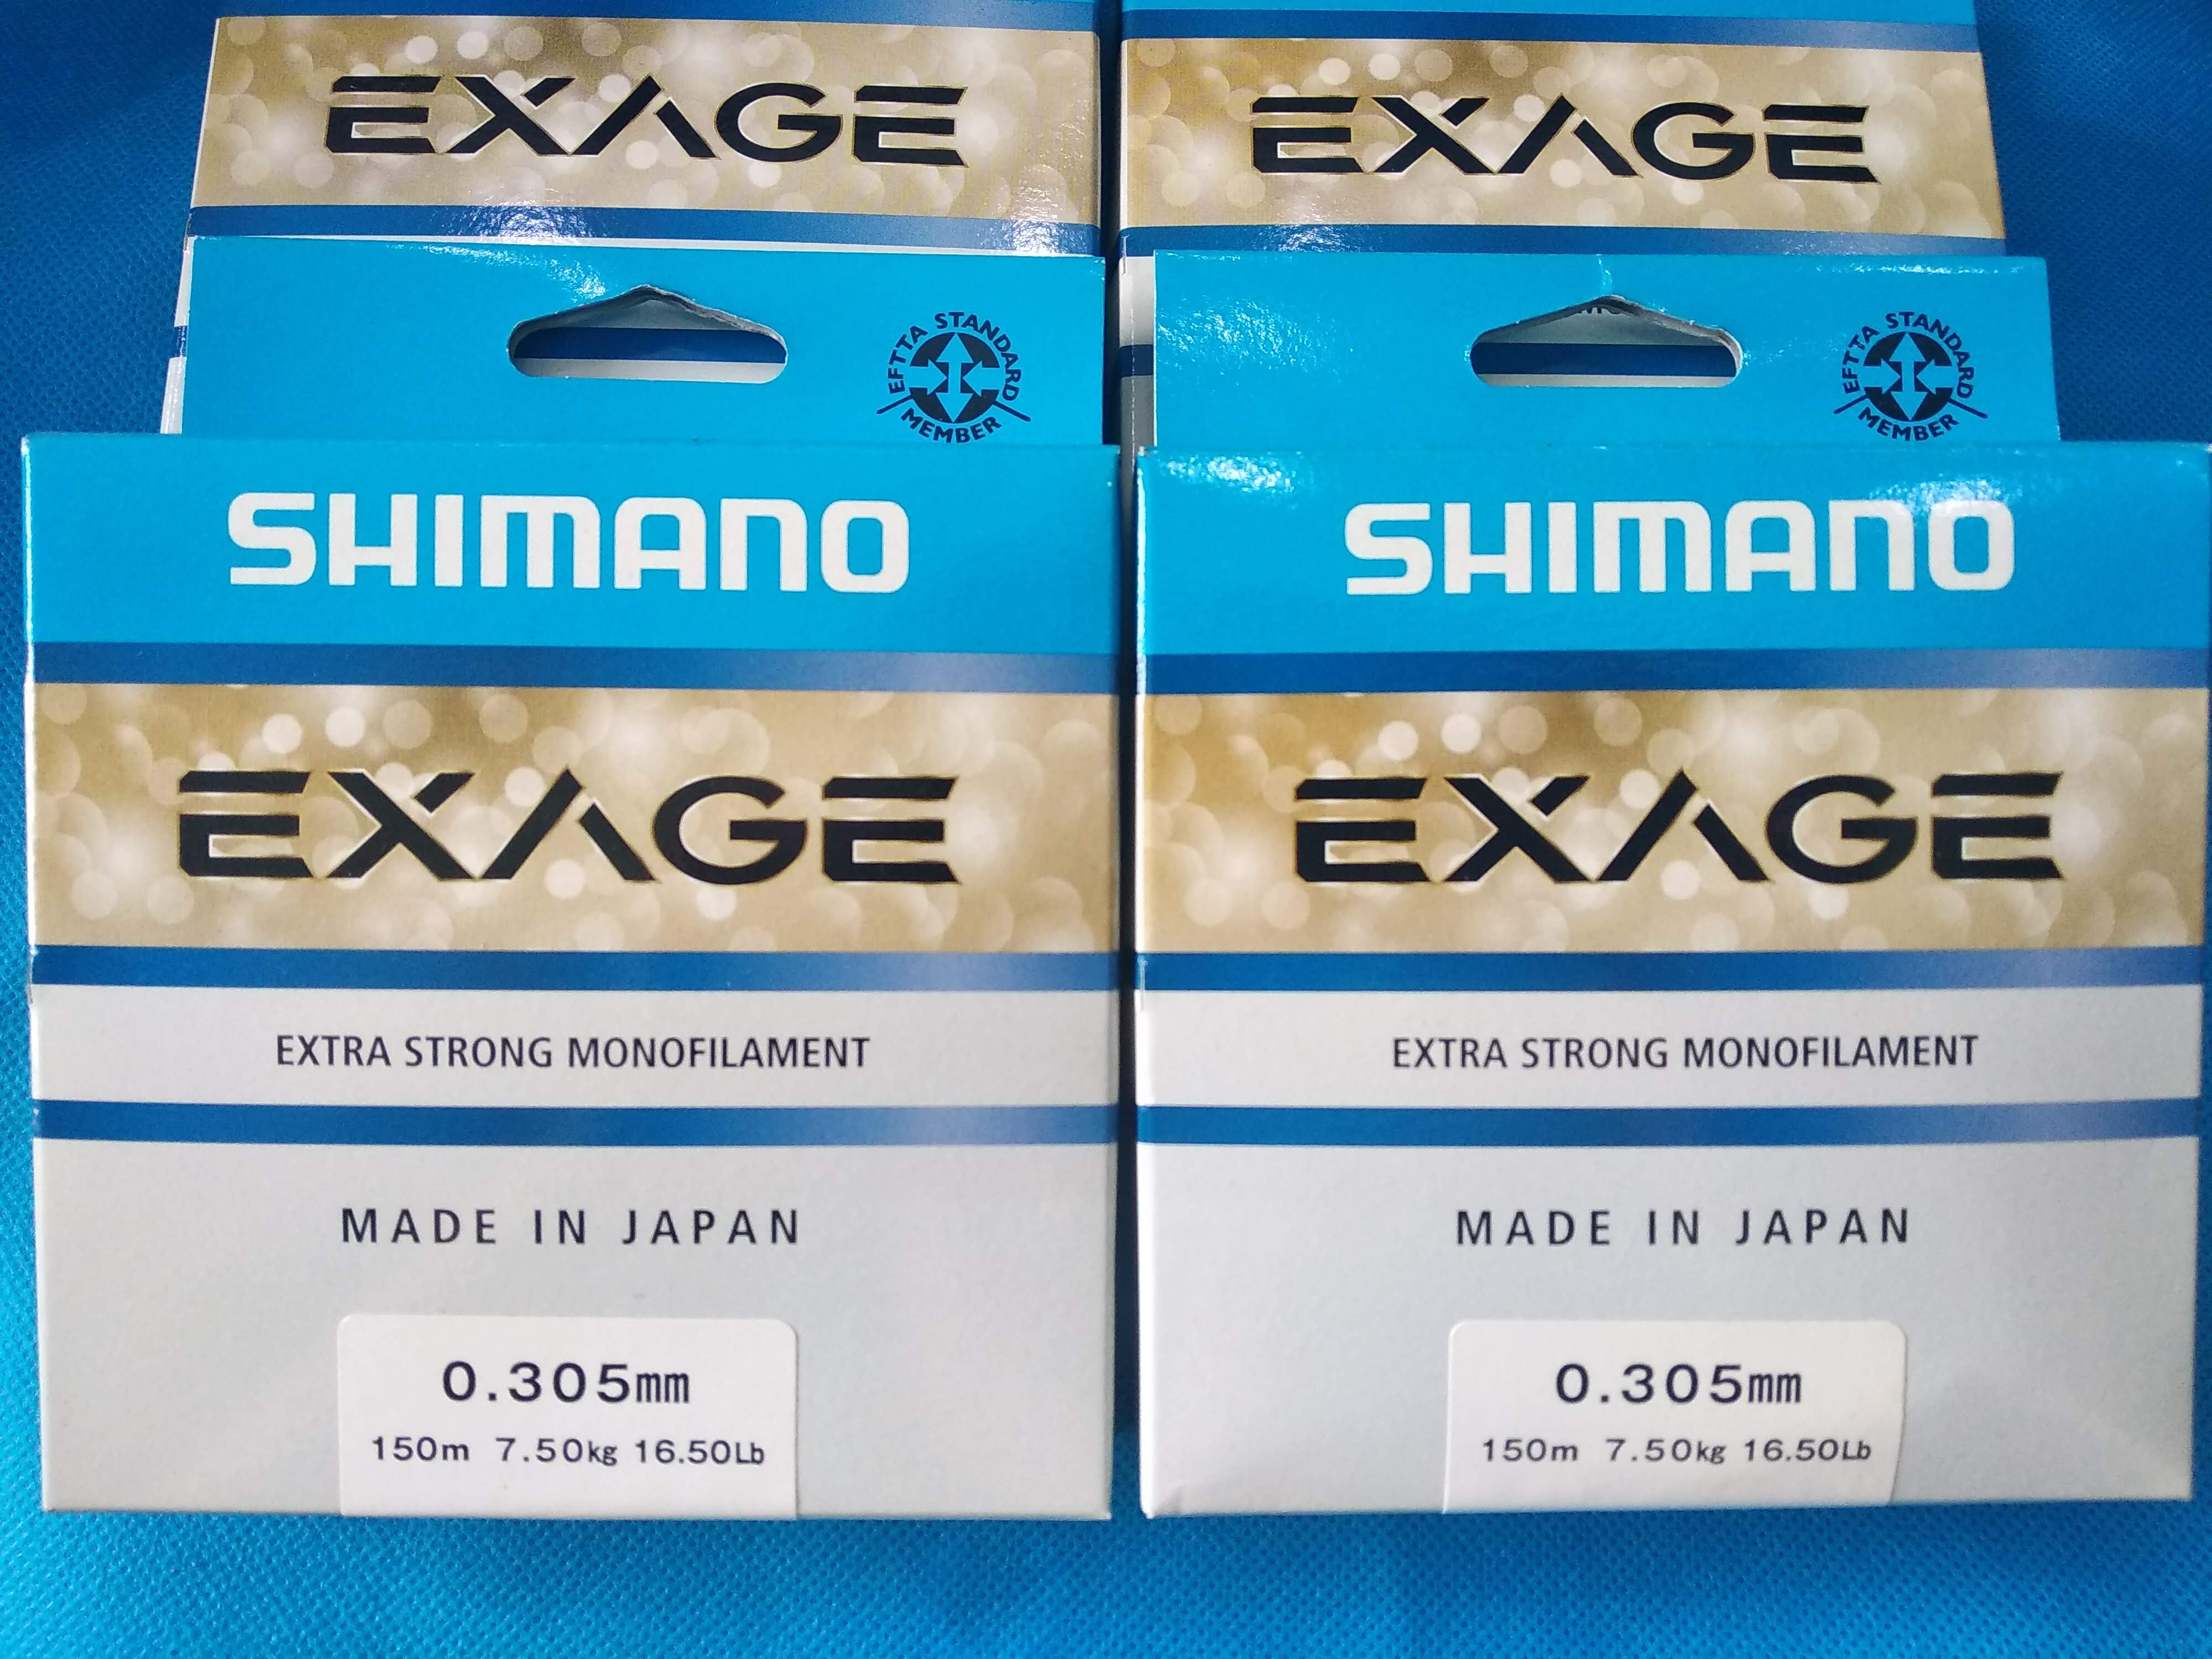 EXAGE
EXAGE
EFTTA STANDARD
MEMBER
EFTTA STANDARD
MEMBER
SHIMANO
EXAGE
EXTRA STRONG MONOFILAMENT
MADE IN JAPAN
0.305mm
150m 7.50kg 16.50Lb
SHIMANO
EXAGE
EXTRA STRONG MONOFILAMENT
MADE IN JAPAN
0.305mm
150m 7.50kg 16.50Lb